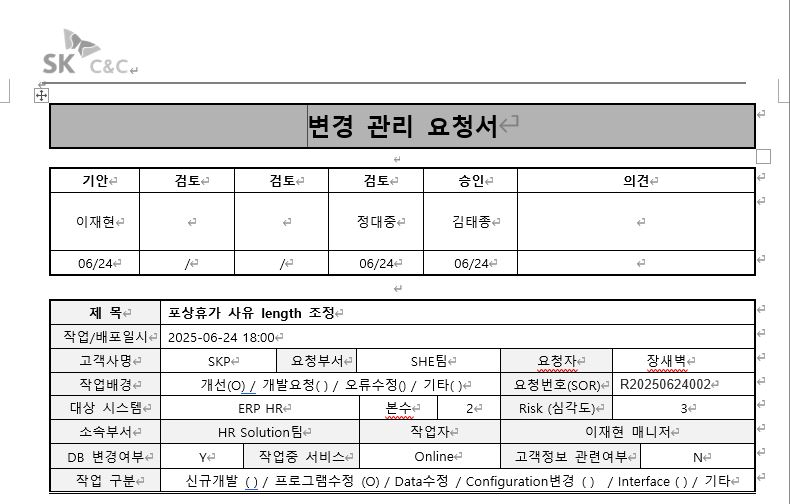 SK C&C
변경 관리 요청서
기안 검토 검토 검토 승인 의견
이재현 정대중 김태종
06/24 / / 06/24 06/24
제 목 포상휴가 사유 length 조정
작업/배포일시 2025-06-24 18:00
고객사명 SKP 요청부서 SHE팀 요청자 장새벽
작업배경 개선(O) / 개발요청( ) / 오류수정() / 기타( ) 요청번호(SOR) R20250624002
대상 시스템 ERP HR 본수 2 Risk (심각도) 3
소속부서 HR Solution팀 작업자 이재현 매니저
DB 변경여부 Y 작업중 서비스 Online 고객정보 관련여부 N
작업 구분 신규개발 ( ) / 프로그램수정 (O) / Data수정 / Configuration변경 ( ) / Interface ( ) / 기타